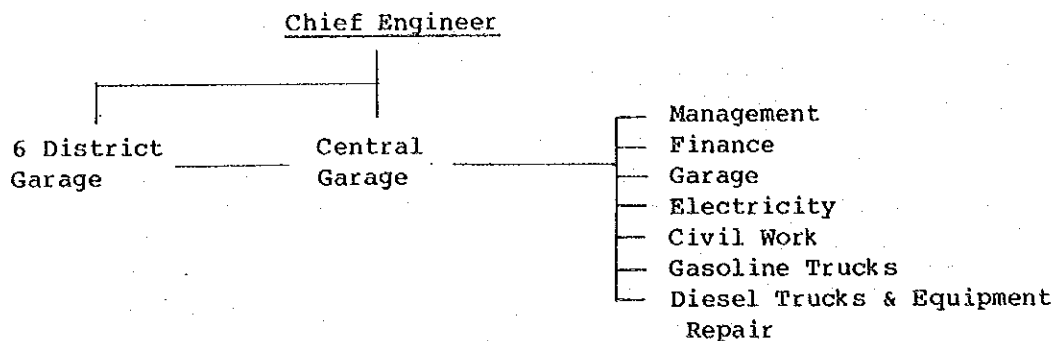 Chief Engineer
6 District
Garage
Central
Garage
Management
Finance
Garage
Electricity
Civil Work
Gasoline Trucks
Diesel Trucks & Equipment
Repair